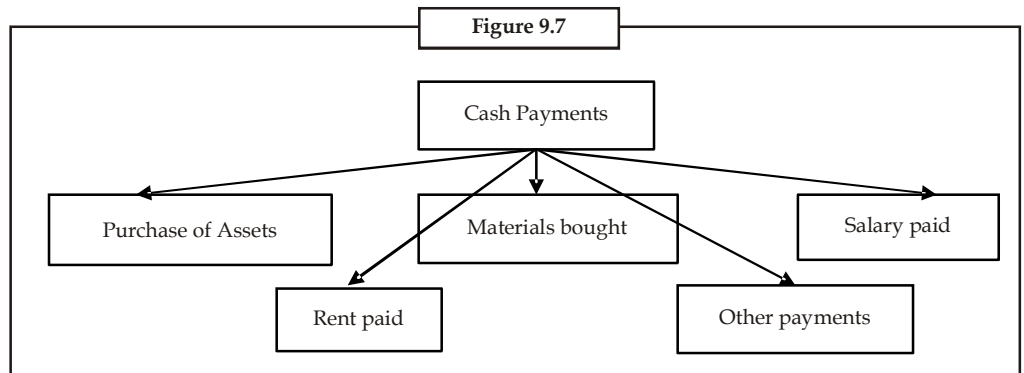 Figure 9.7
Cash Payments
Purchase of Assets
Materials bought
Salary paid
Rent paid
Other payments